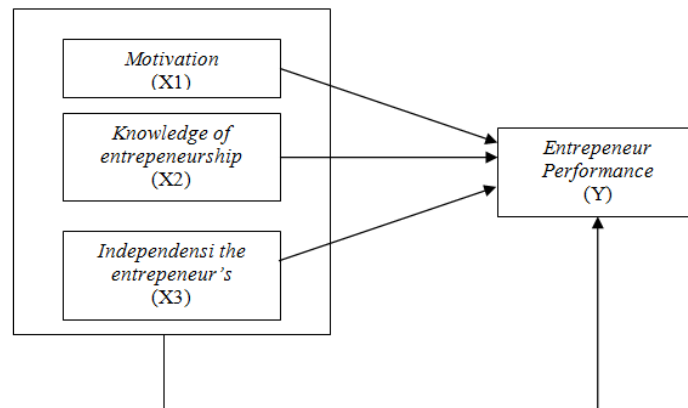 Motivation
(X1)
Knowledge of
entrepeneurship
(X2)
Independensi the
entrepeneur's
(X3)
Entrepeneur
Performance
(Y)